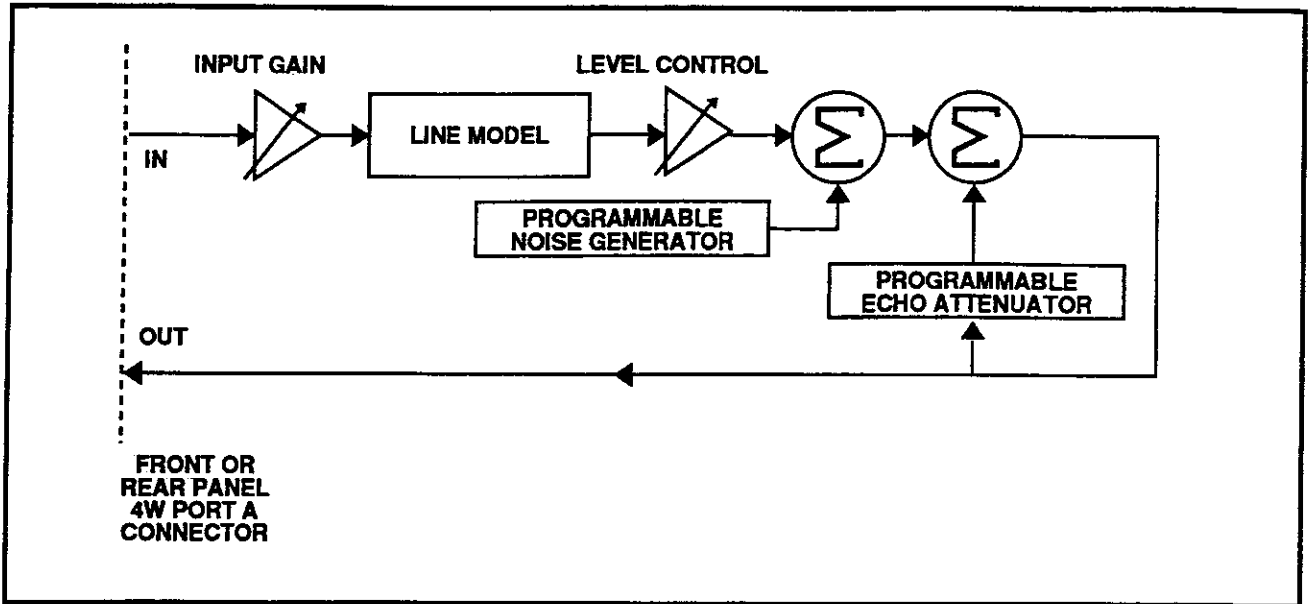 INPUT GAIN
LEVEL CONTROL
IN
LINE MODEL
Σ
Σ
PROGRAMMABLE
NOISE GENERATOR
PROGRAMMABLE
ECHO ATTENUATOR
OUT
FRONT OR
REAR PANEL
4W PORT A
CONNECTOR